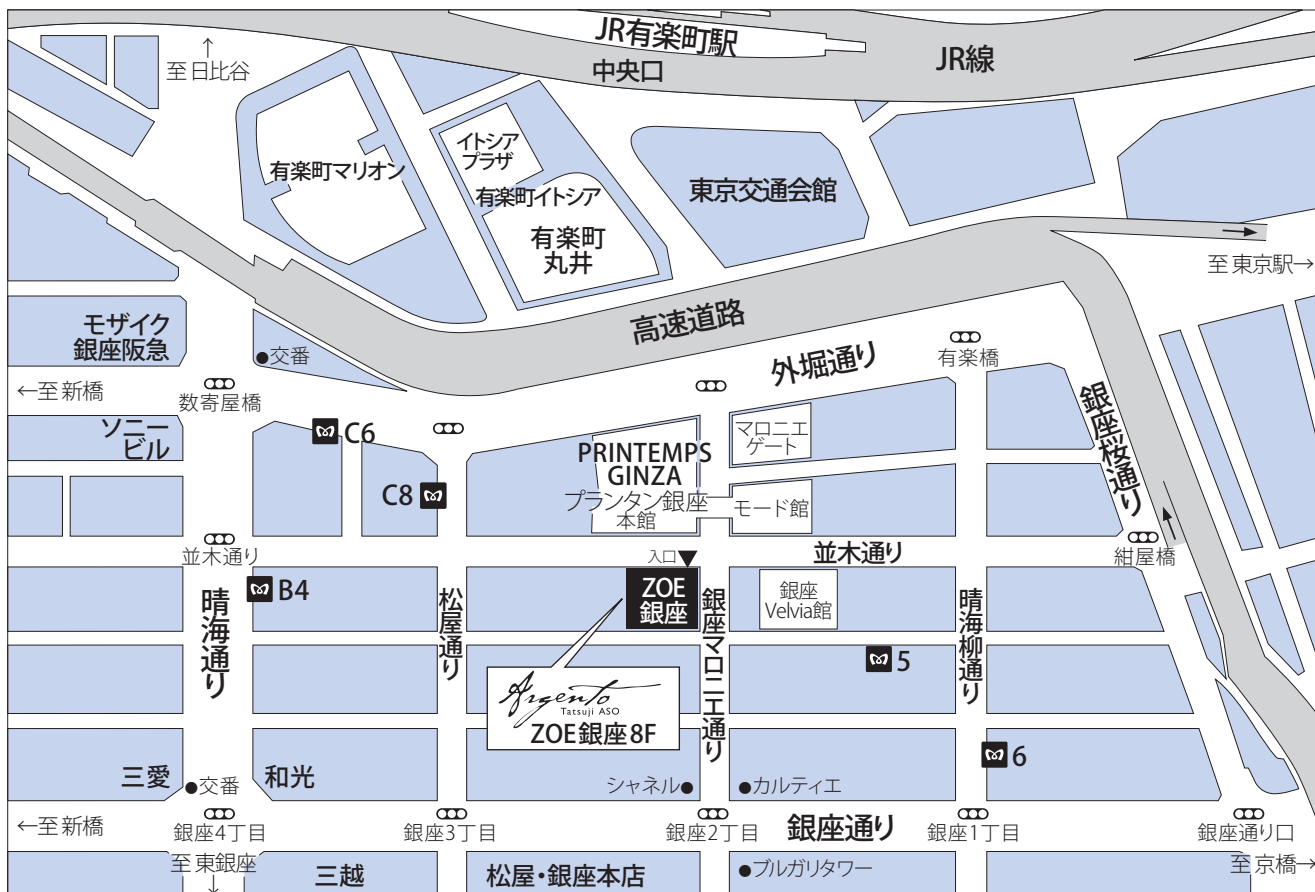 JR有楽町駅
JR線
中央口
↑
至日比谷
有楽町マリオン
イトシア
プラザ
有楽町イトシア
有楽町
丸井
東京交通会館
至 東京駅→
高速道路
モザイク
銀座阪急
●交番
←至 新橋
数寄屋橋
外堀通り
有楽橋
銀座桜通り
ソニー
ビル
C6
C8
PRINTEMPS
GINZA
プランタン銀座
本館
マロニエ
ゲート
モード館
並木通り
並木通り
紺屋橋
入口▼
ZOE
銀座
銀座
Velvia館
B4
晴海通り
松屋通り
銀座マロニエ通り
晴海柳通り
5
Argento
Tatsuji ASO
ZOE銀座8F
6
三愛
●交番
和光
シャネル●
●カルティエ
←至 新橋
銀座4丁目
銀座3丁目
銀座2丁目
銀座通り
銀座1丁目
銀座通り口
至 東銀座
↓
三越
松屋・銀座本店
●ブルガリタワー
至 京橋→